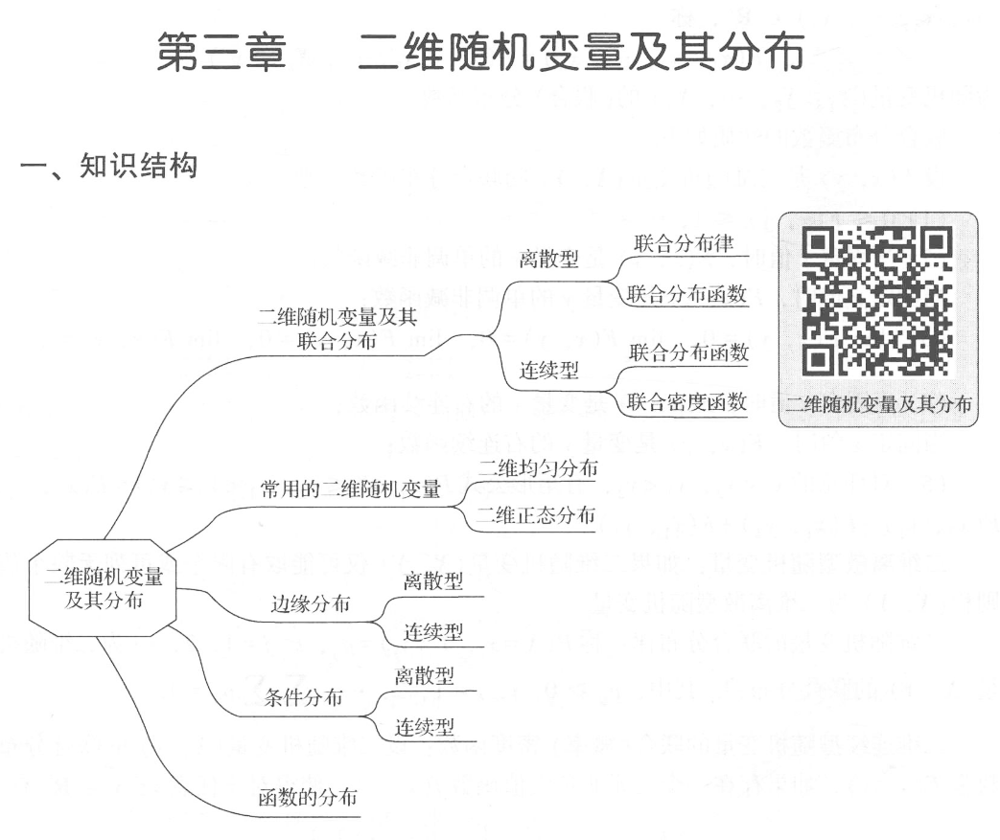 第三章 二维随机变量及其分布
一、知识结构
二维随机变量
及其分布
二维随机变量及其
联合分布
离散型
联合分布律
联合分布函数
连续型
联合分布函数
联合密度函数
常用的二维随机变量
二维均匀分布
二维正态分布
边缘分布
离散型
连续型
条件分布
离散型
连续型
函数的分布
二维随机变量及其分布